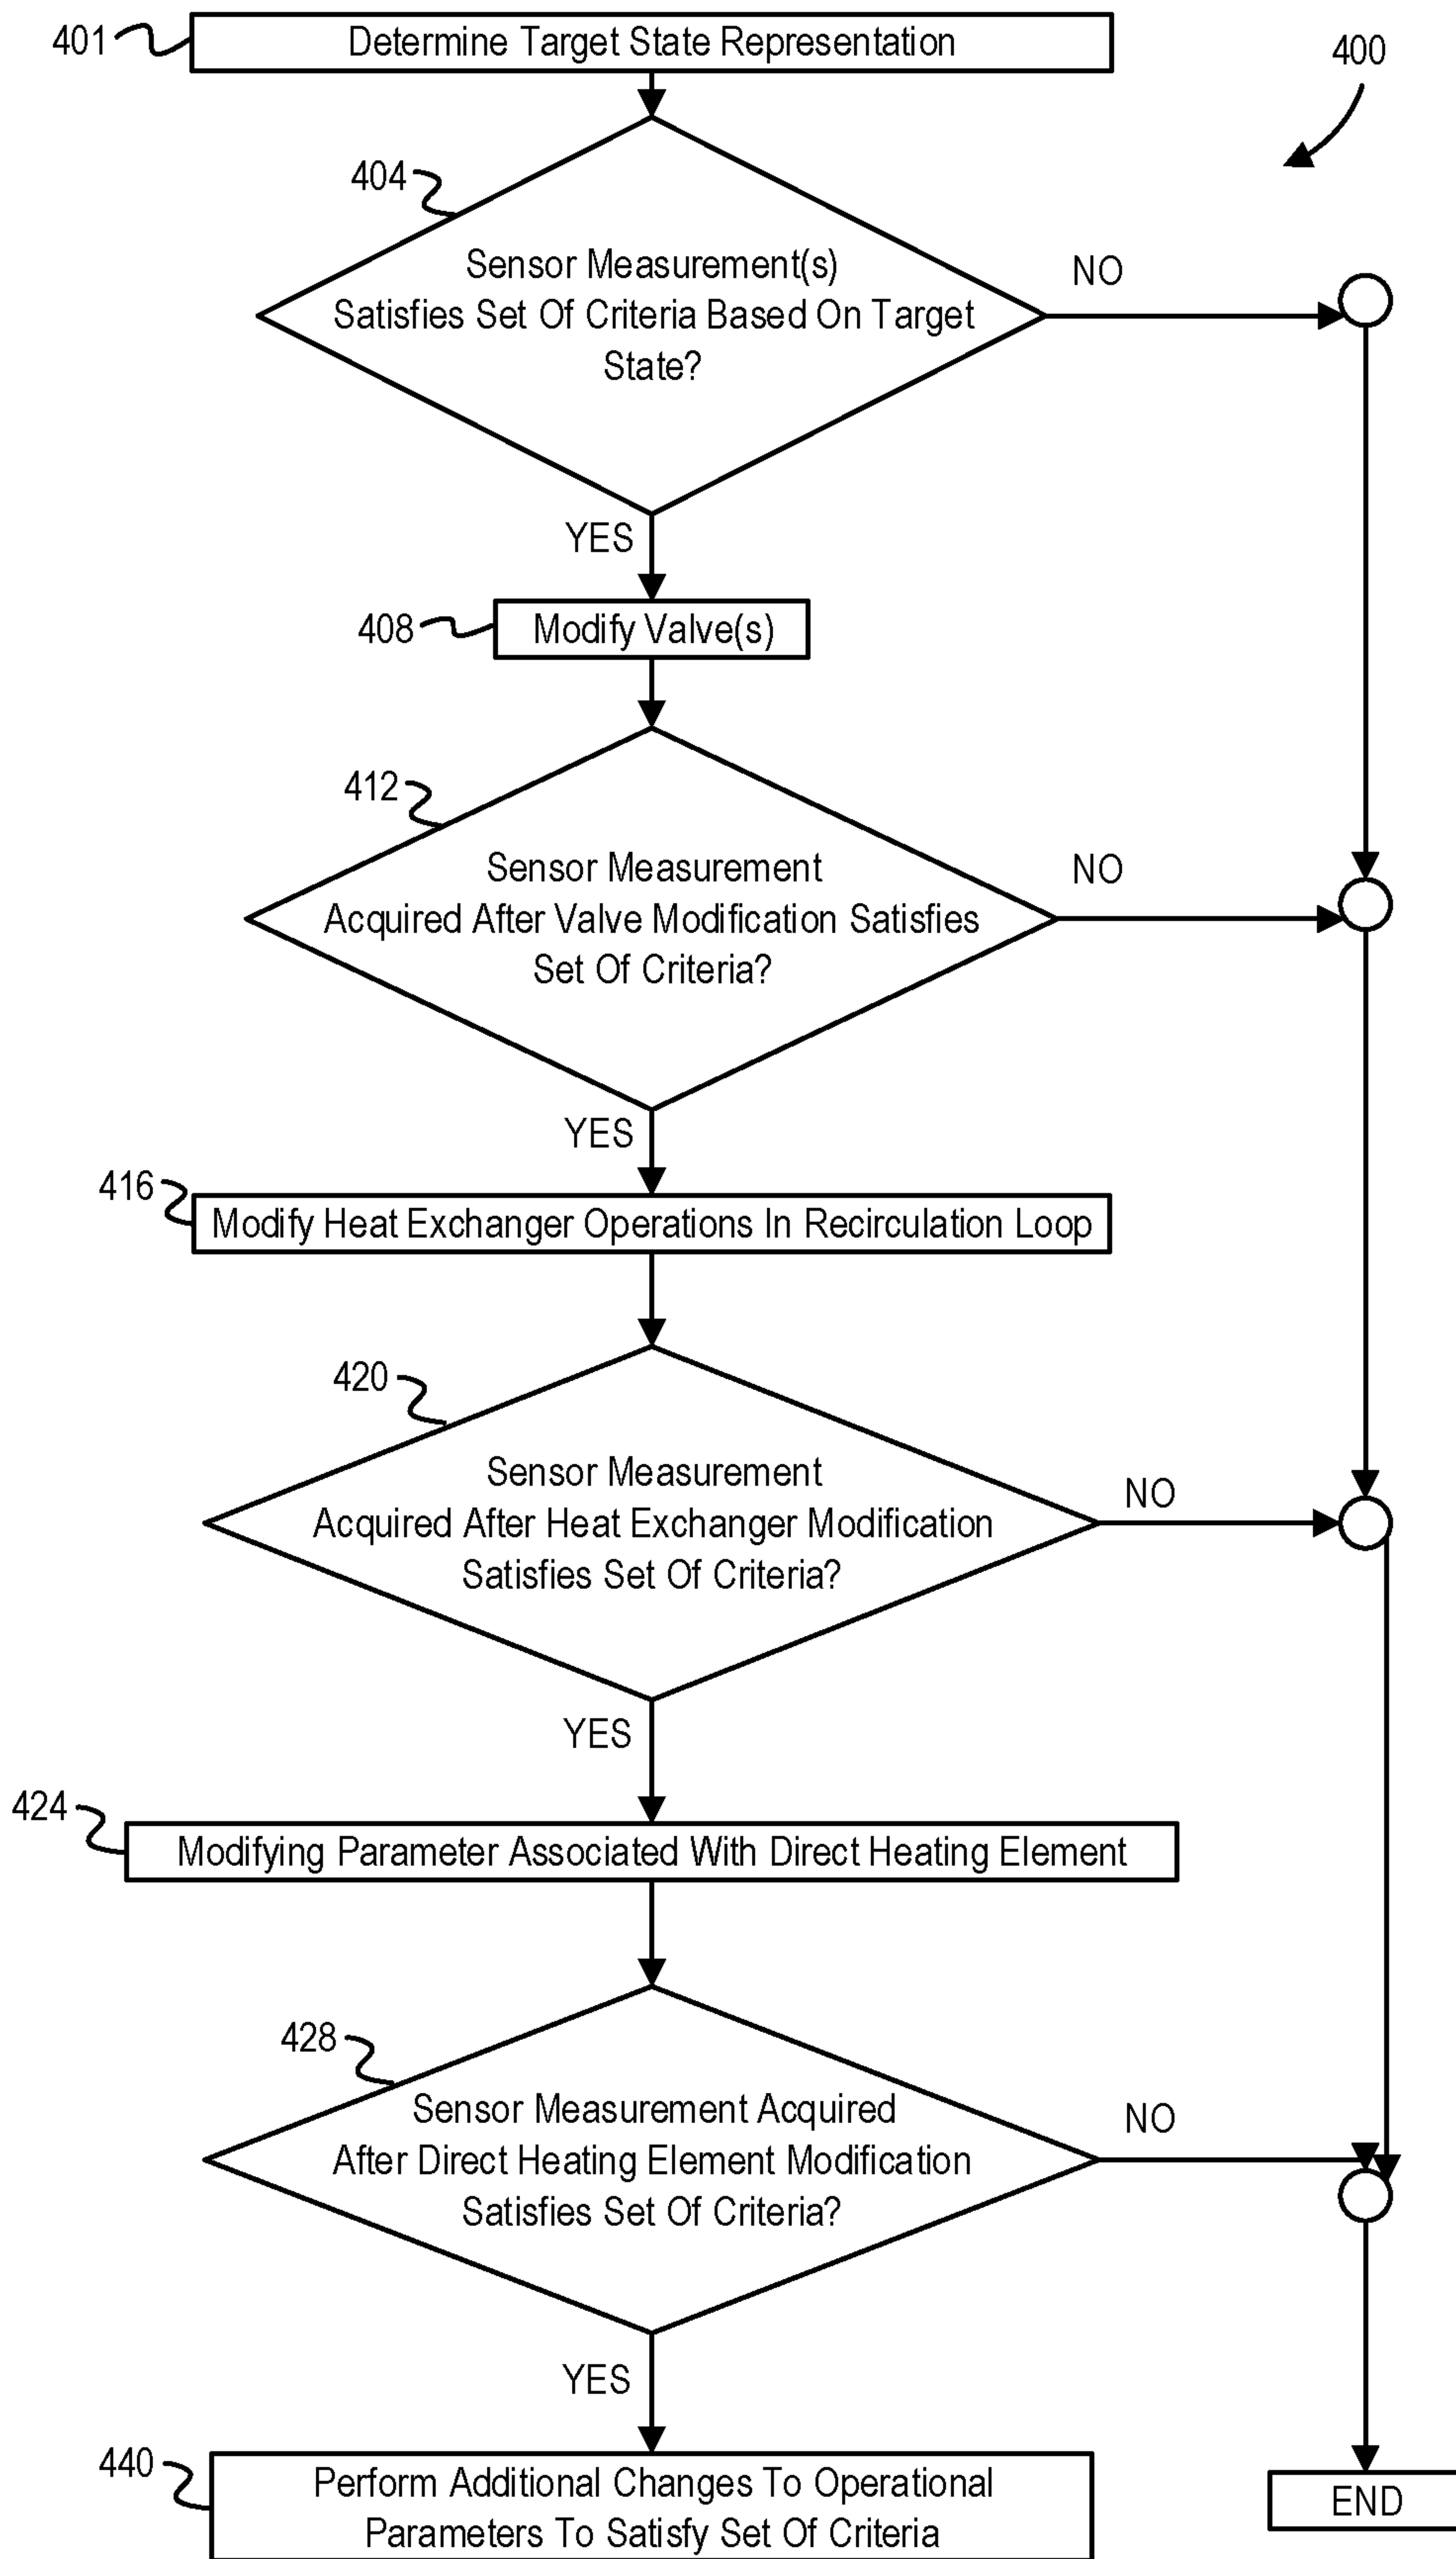 401
Determine Target State Representation
400
404
Sensor Measurement(s)
Satisfies Set Of Criteria Based On Target
State?
NO
YES
408
Modify Valve(s)
412
Sensor Measurement
Acquired After Valve Modification Satisfies
Set Of Criteria?
NO
YES
416
Modify Heat Exchanger Operations In Recirculation Loop
420
Sensor Measurement
Acquired After Heat Exchanger Modification
Satisfies Set Of Criteria?
NO
YES
424
Modifying Parameter Associated With Direct Heating Element
428
Sensor Measurement Acquired
After Direct Heating Element Modification
Satisfies Set Of Criteria?
NO
YES
440
Perform Additional Changes To Operational
Parameters To Satisfy Set Of Criteria
END